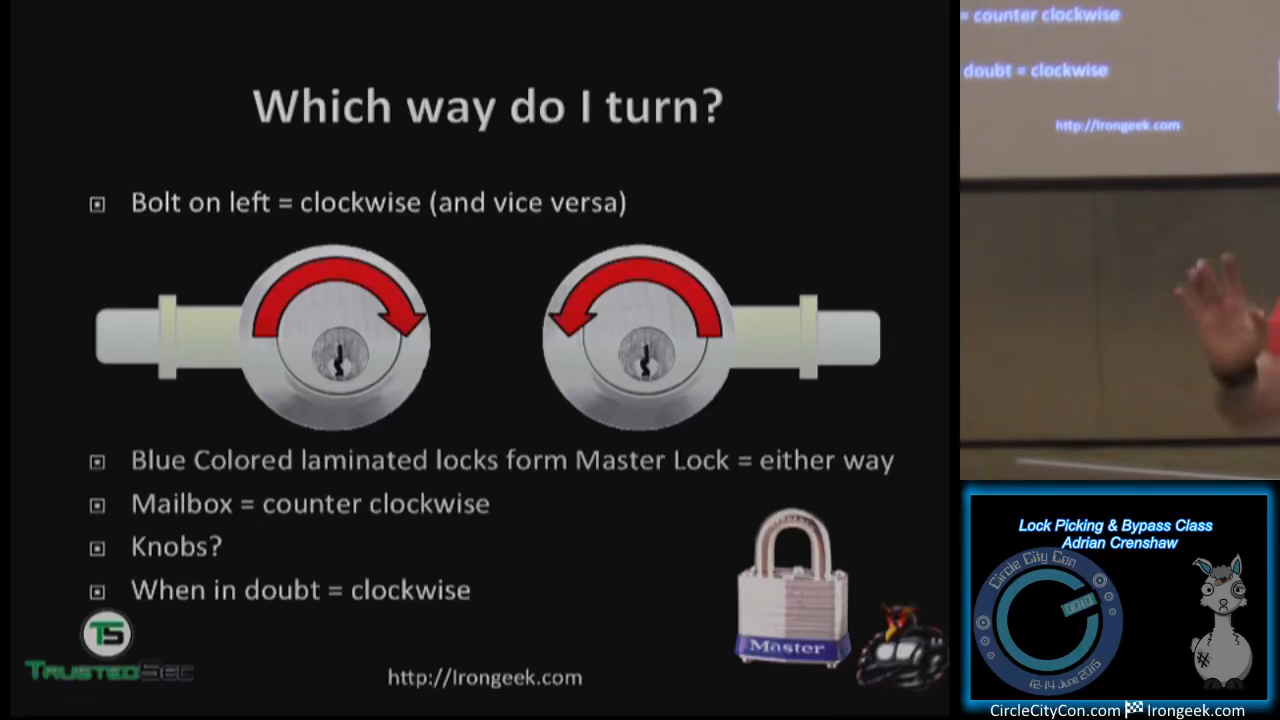 Which way do I turn?
Bolt on left = clockwise (and vice versa)
Blue Colored laminated locks form Master Lock = either way
Mailbox = counter clockwise
Knobs?
When in doubt = clockwise
Master
TS
TRUSTEDSEC
http://Irongeek.com
= counter clockwise
doubt = clockwise
http://Irongeek.com
Lock Picking & Bypass Class
Adrian Crenshaw
Circle City Con
12-14 June 2015
CircleCityCon.com Irongeek.com